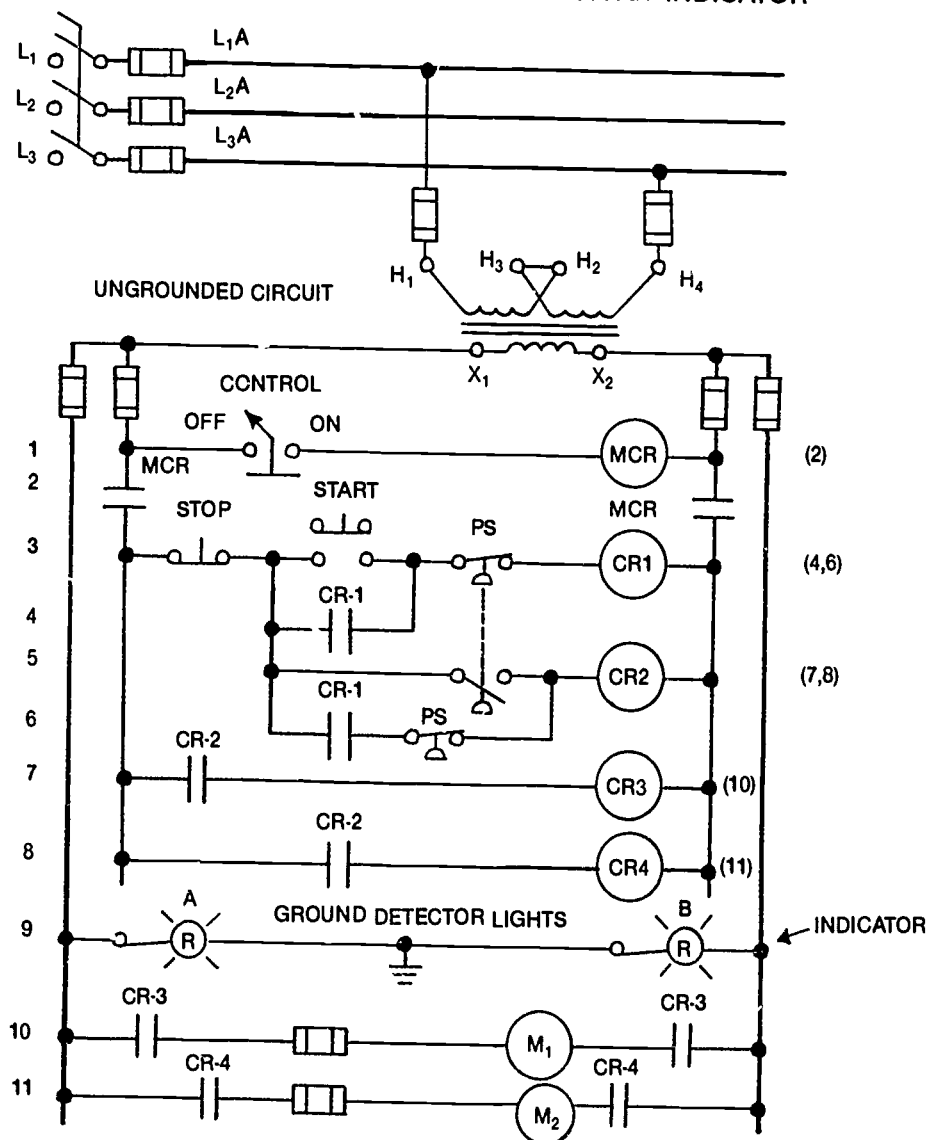 INDICATOR
L₁A
L₁
L₂A
L₂
L₃A
L₃
H₁ H₃ H₂ H₄
UNGROUNDED CIRCUIT
X₁ X₂
CONTROL
OFF ON
1 MCR (2)
2 MCR MCR
STOP START PS
3 CR1 (4,6)
4 CR-1
5 CR2 (7,8)
CR-1
6 PS
CR-2
7 CR3 (10)
CR-2
8 CR4 (11)
A GROUND DETECTOR LIGHTS B
9 R R INDICATOR
CR-3 CR-3
10 M₁
CR-4 CR-4
11 M₂